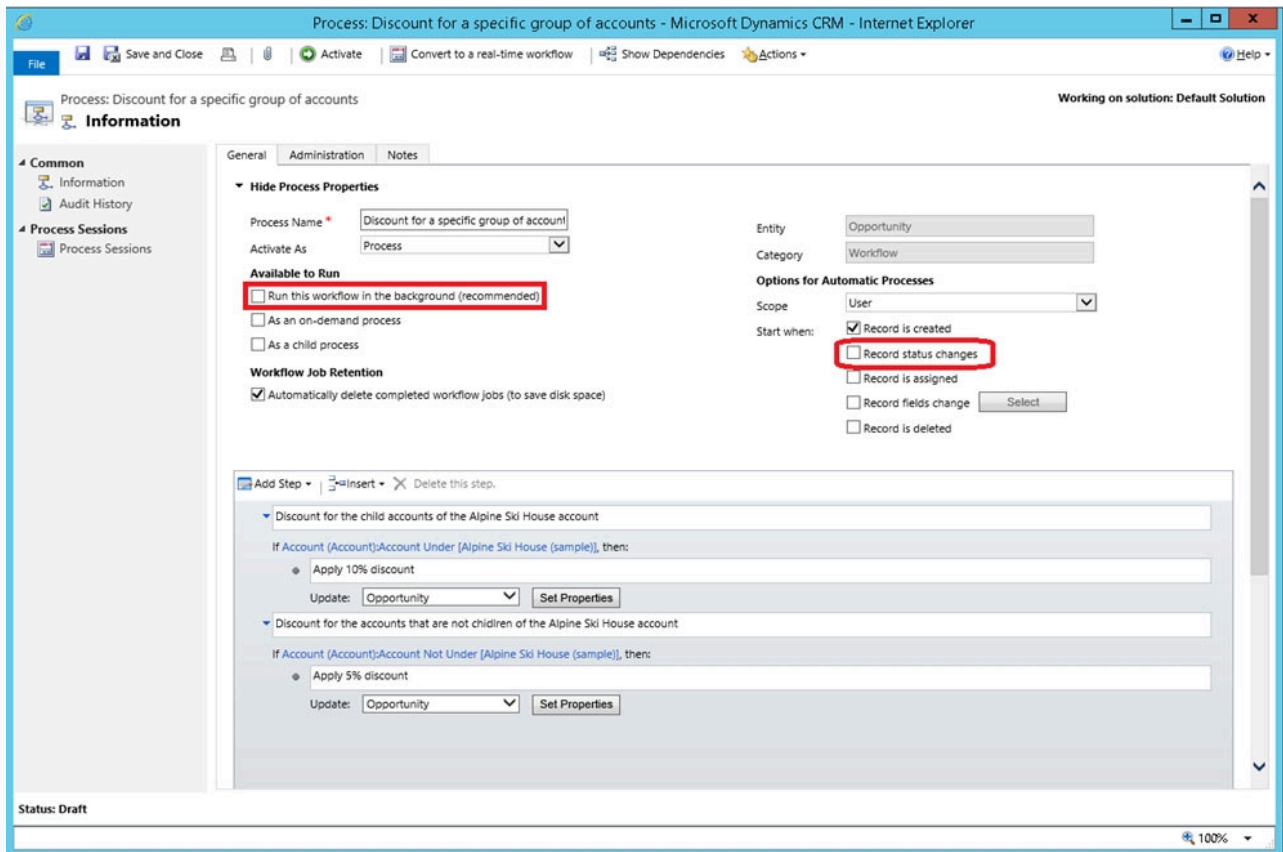 Process: Discount for a specific group of accounts - Microsoft Dynamics CRM - Internet Explorer
File Save and Close Activate Convert to a real-time workflow Show Dependencies Actions Help
Process: Discount for a specific group of accounts
Information
Working on solution: Default Solution
Common
Information
Audit History
Process Sessions
Process Sessions
General Administration Notes
Hide Process Properties
Process Name * Discount for a specific group of account
Activate As Process
Available to Run
Run this workflow in the background (recommended)
As an on-demand process
As a child process
Workflow Job Retention
Automatically delete completed workflow jobs (to save disk space)
Entity Opportunity
Category Workflow
Options for Automatic Processes
Scope User
Start when: Record is created
Record status changes
Record is assigned
Record fields change Select
Record is deleted
Add Step Insert Delete this step.
Discount for the child accounts of the Alpine Ski House account
If Account (Account):Account Under [Alpine Ski House (sample)], then:
Apply 10% discount
Update: Opportunity Set Properties
Discount for the accounts that are not chidlren of the Alpine Ski House account
If Account (Account):Account Not Under [Alpine Ski House (sample)], then:
Apply 5% discount
Update: Opportunity Set Properties
Status: Draft
100%